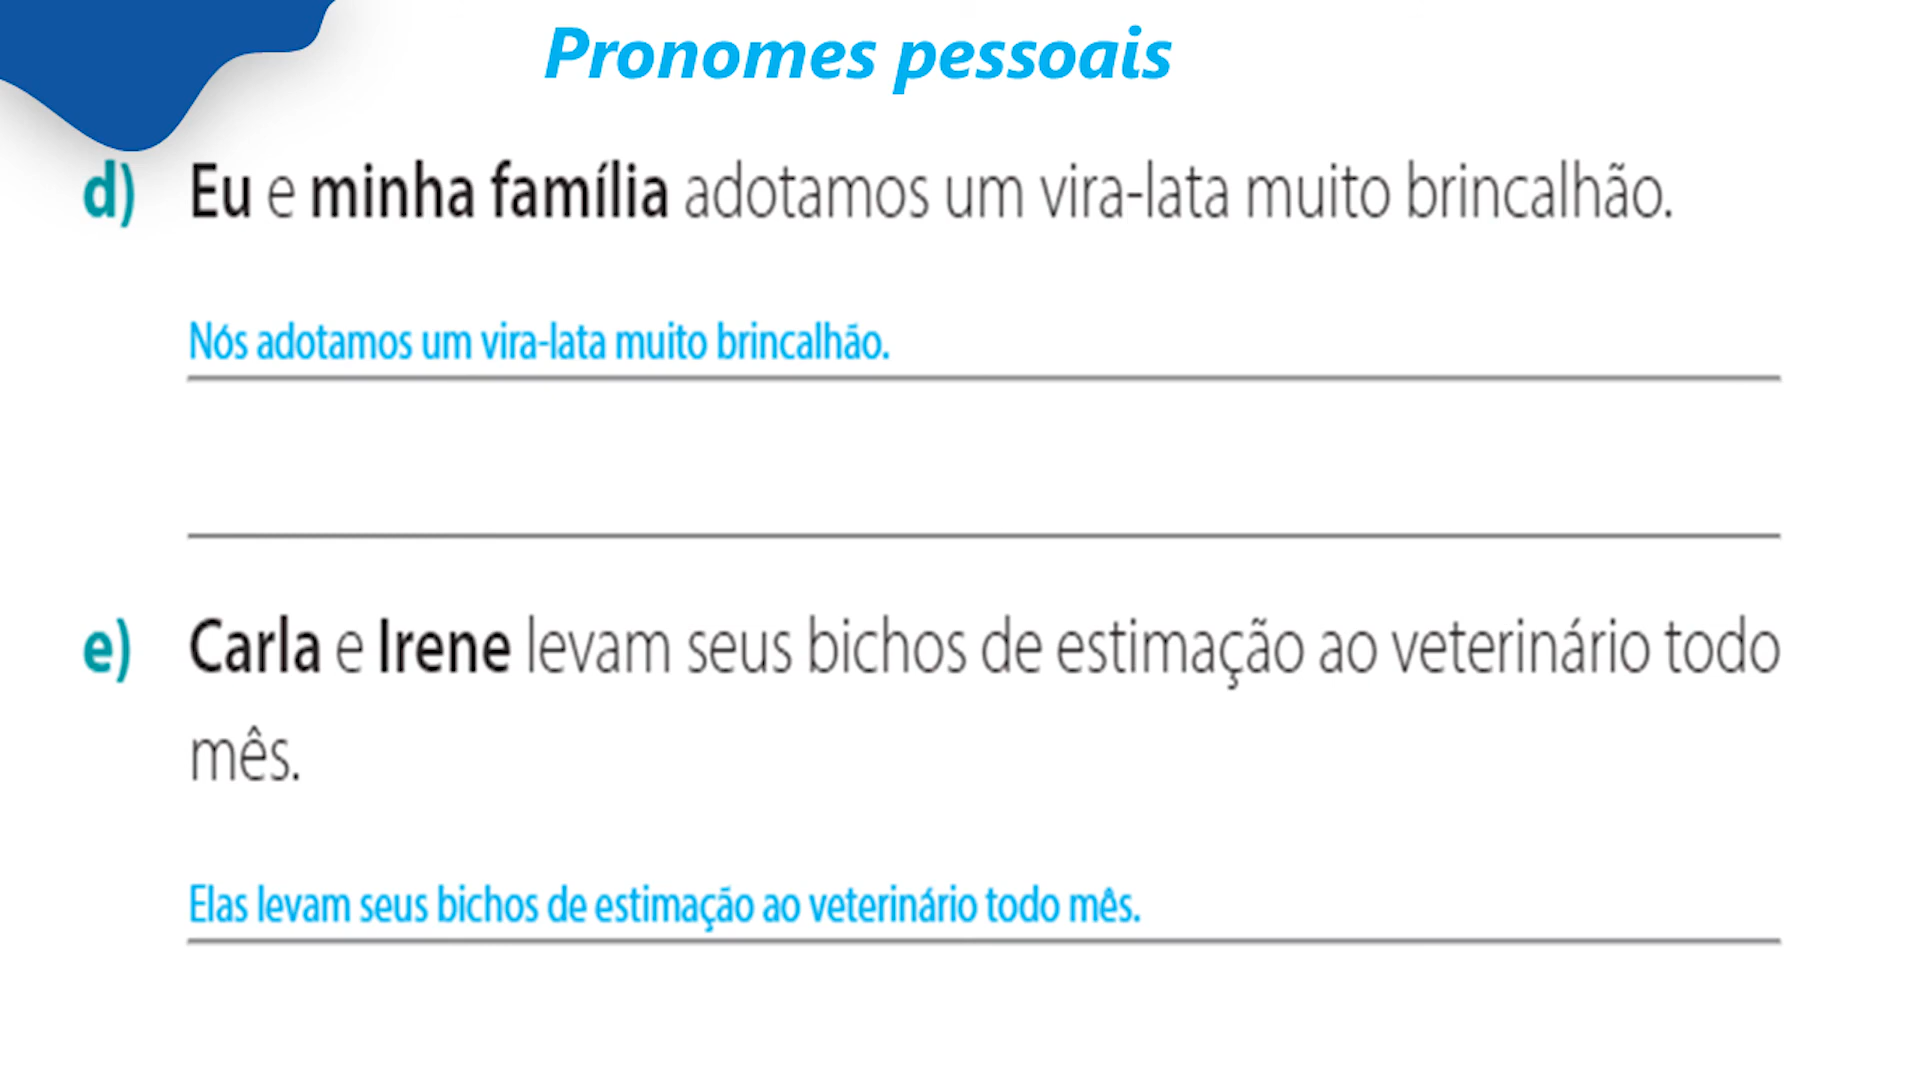 Pronomes pessoais
d) Eu e minha família adotamos um vira-lata muito brincalhão.
Nós adotamos um vira-lata muito brincalhão.
e) Carla e Irene levam seus bichos de estimação ao veterinário todo
mês.
Elas levam seus bichos de estimação ao veterinário todo mês.